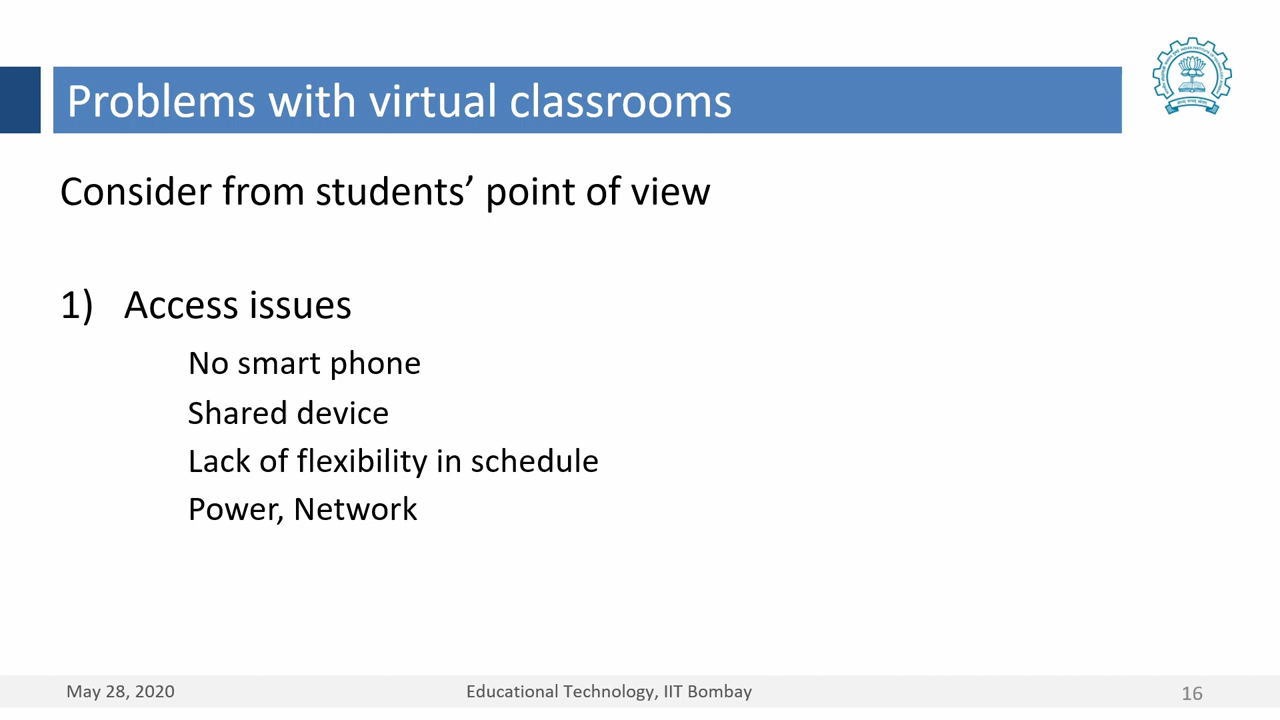 Problems with virtual classrooms
Consider from students’ point of view
1) Access issues
No smart phone
Shared device
Lack of flexibility in schedule
Power, Network
May 28, 2020
Educational Technology, IIT Bombay
16